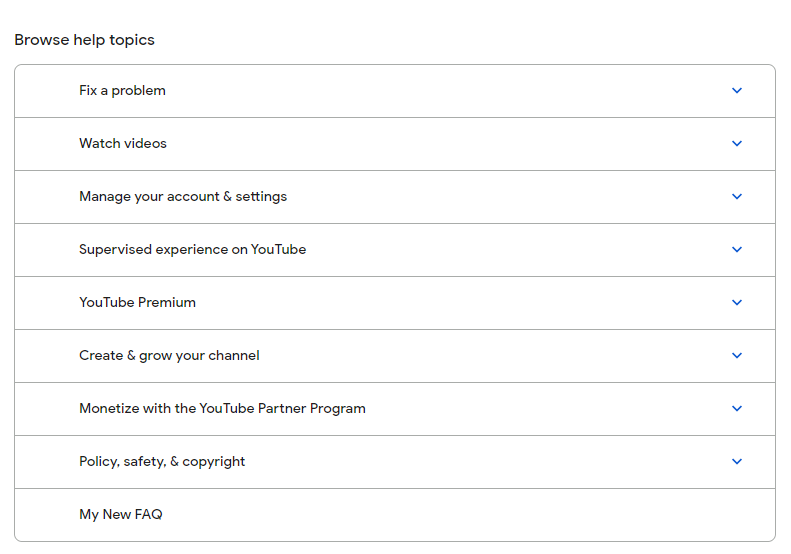 Browse help topics
Fix a problem
Watch videos
Manage your account & settings
Supervised experience on YouTube
YouTube Premium
Create & grow your channel
Monetize with the YouTube Partner Program
Policy, safety, & copyright
My New FAQ